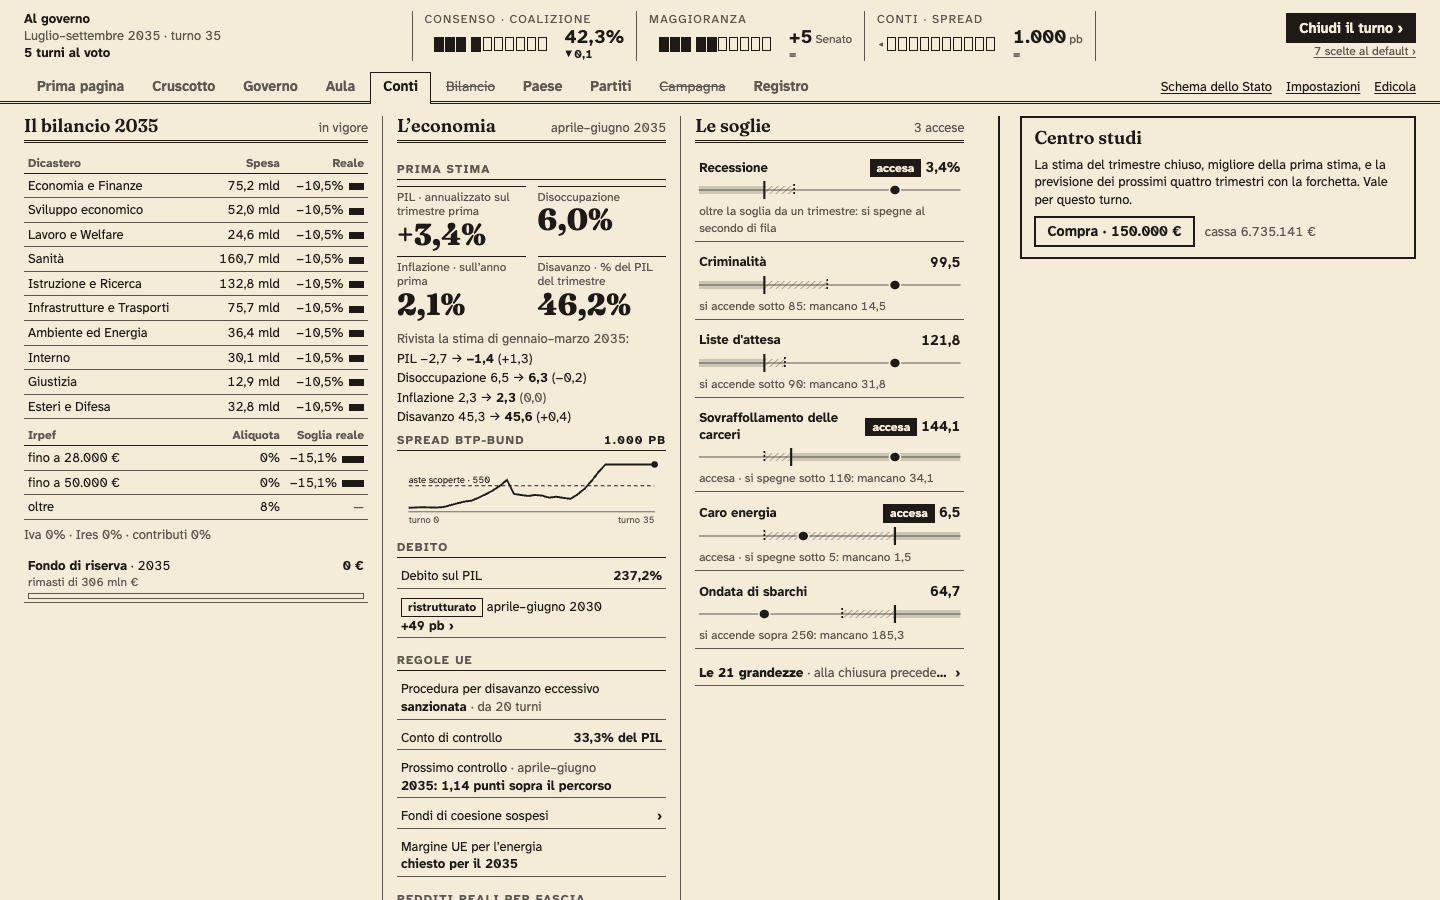 Al governo
Luglio–settembre 2035 · turno 35
5 turni al voto
CONSENSO · COALIZIONE
42,3%
▾ 0,1
MAGGIORANZA
+5 Senato
=
CONTI · SPREAD
1.000 pb
=
Chiudi il turno ›
7 scelte al default ›
Prima pagina
Cruscotto
Governo
Aula
Conti
Bilancio
Paese
Partiti
Campagna
Registro
Schema dello Stato
Impostazioni
Edicola
Il bilancio 2035
in vigore
Dicastero Spesa Reale
Economia e Finanze 75,2 mld −10,5%
Sviluppo economico 52,0 mld −10,5%
Lavoro e Welfare 24,6 mld −10,5%
Sanità 160,7 mld −10,5%
Istruzione e Ricerca 132,8 mld −10,5%
Infrastrutture e Trasporti 75,7 mld −10,5%
Ambiente ed Energia 36,4 mld −10,5%
Interno 30,1 mld −10,5%
Giustizia 12,9 mld −10,5%
Esteri e Difesa 32,8 mld −10,5%
Irpef Aliquota Soglia reale
fino a 28.000 € 0% −15,1%
fino a 50.000 € 0% −15,1%
oltre 8% —
Iva 0% · Ires 0% · contributi 0%
Fondo di riserva · 2035 0 €
rimasti di 306 mln €
L’economia
aprile–giugno 2035
PRIMA STIMA
PIL · annualizzato sul
trimestre prima
+3,4%
Disoccupazione
6,0%
Inflazione · sull’anno
prima
2,1%
Disavanzo · % del PIL
del trimestre
46,2%
Rivista la stima di gennaio–marzo 2035:
PIL −2,7 → −1,4 (+1,3)
Disoccupazione 6,5 → 6,3 (−0,2)
Inflazione 2,3 → 2,3 (0,0)
Disavanzo 45,3 → 45,6 (+0,4)
SPREAD BTP-BUND 1.000 PB
aste scoperte · 550
turno 0 turno 35
DEBITO
Debito sul PIL 237,2%
ristrutturato aprile–giugno 2030
+49 pb ›
REGOLE UE
Procedura per disavanzo eccessivo
sanzionata · da 20 turni
Conto di controllo 33,3% del PIL
Prossimo controllo · aprile–giugno
2035: 1,14 punti sopra il percorso
Fondi di coesione sospesi ›
Margine UE per l’energia
chiesto per il 2035
REDDITI REALI PER FASCIA
Le soglie
3 accese
Recessione accesa 3,4%
oltre la soglia da un trimestre: si spegne al
secondo di fila
Criminalità 99,5
si accende sotto 85: mancano 14,5
Liste d'attesa 121,8
si accende sotto 90: mancano 31,8
Sovraffollamento delle
carceri
accesa 144,1
accesa · si spegne sotto 110: mancano 34,1
Caro energia accesa 6,5
accesa · si spegne sotto 5: mancano 1,5
Ondata di sbarchi 64,7
si accende sopra 250: mancano 185,3
Le 21 grandezze · alla chiusura precede... ›
Centro studi
La stima del trimestre chiuso, migliore della prima stima, e la
previsione dei prossimi quattro trimestri con la forchetta. Vale
per questo turno.
Compra · 150.000 €
cassa 6.735.141 €